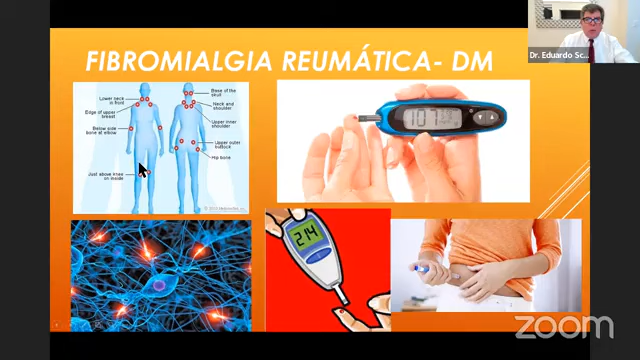 FIBROMIALGIA REUMÁTICA- DM
Dr. Eduardo Sc...
Lower neck
in front
Edge of upper
breast
Below side
bone at elbow
Just above knee
on inside
Base of the
skull
Neck and
shoulder
Upper inner
shoulder
Upper outer
buttock
Hip bone
107
214
zoom